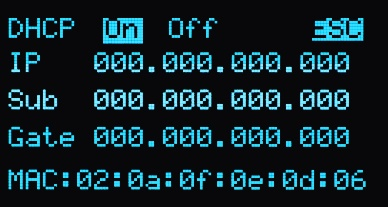 DHCP On Off ESC
IP 000.000.000.000
Sub 000.000.000.000
Gate 000.000.000.000
MAC:02:0a:0f:0e:0d:06